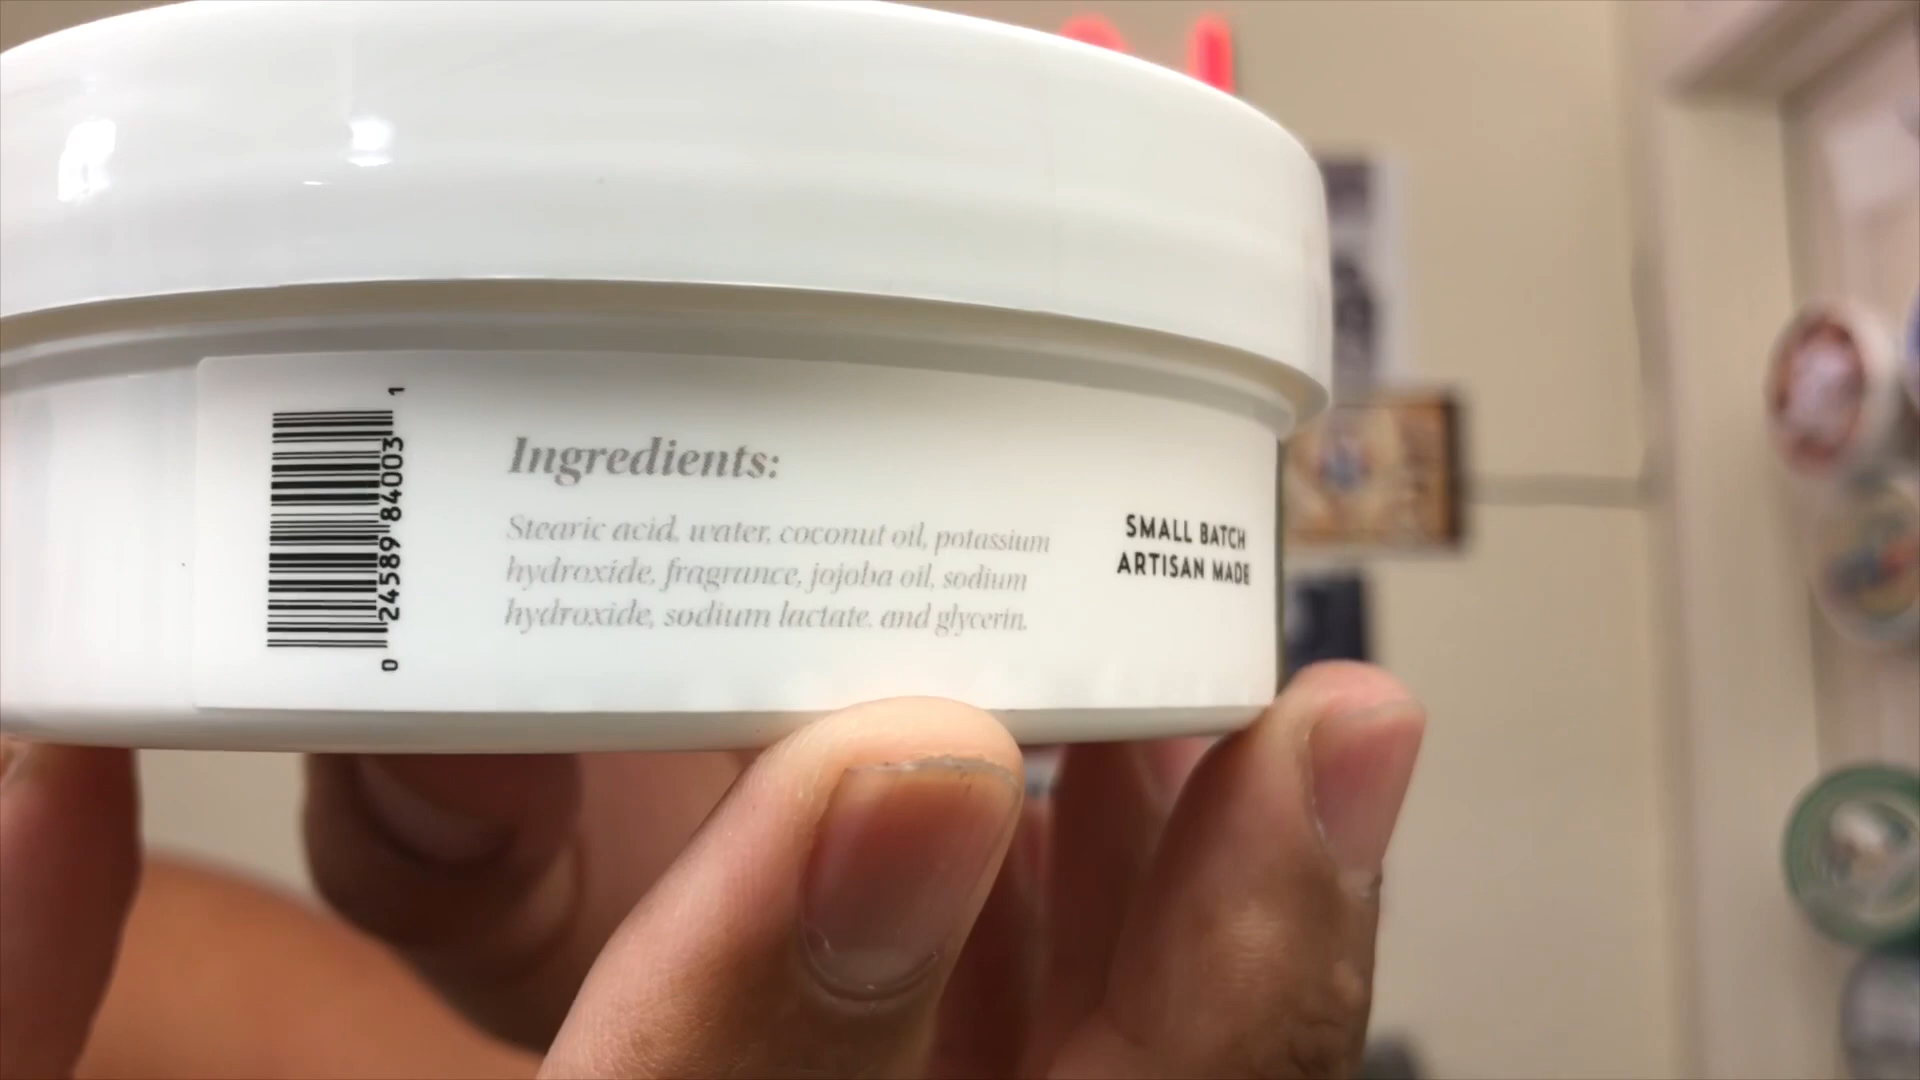 0 24589 84003 1
Ingredients:
Stearic acid, water, coconut oil, potassium
hydroxide, fragrance, jojoba oil, sodium
hydroxide, sodium lactate, and glycerin.
SMALL BATCH
ARTISAN MADE